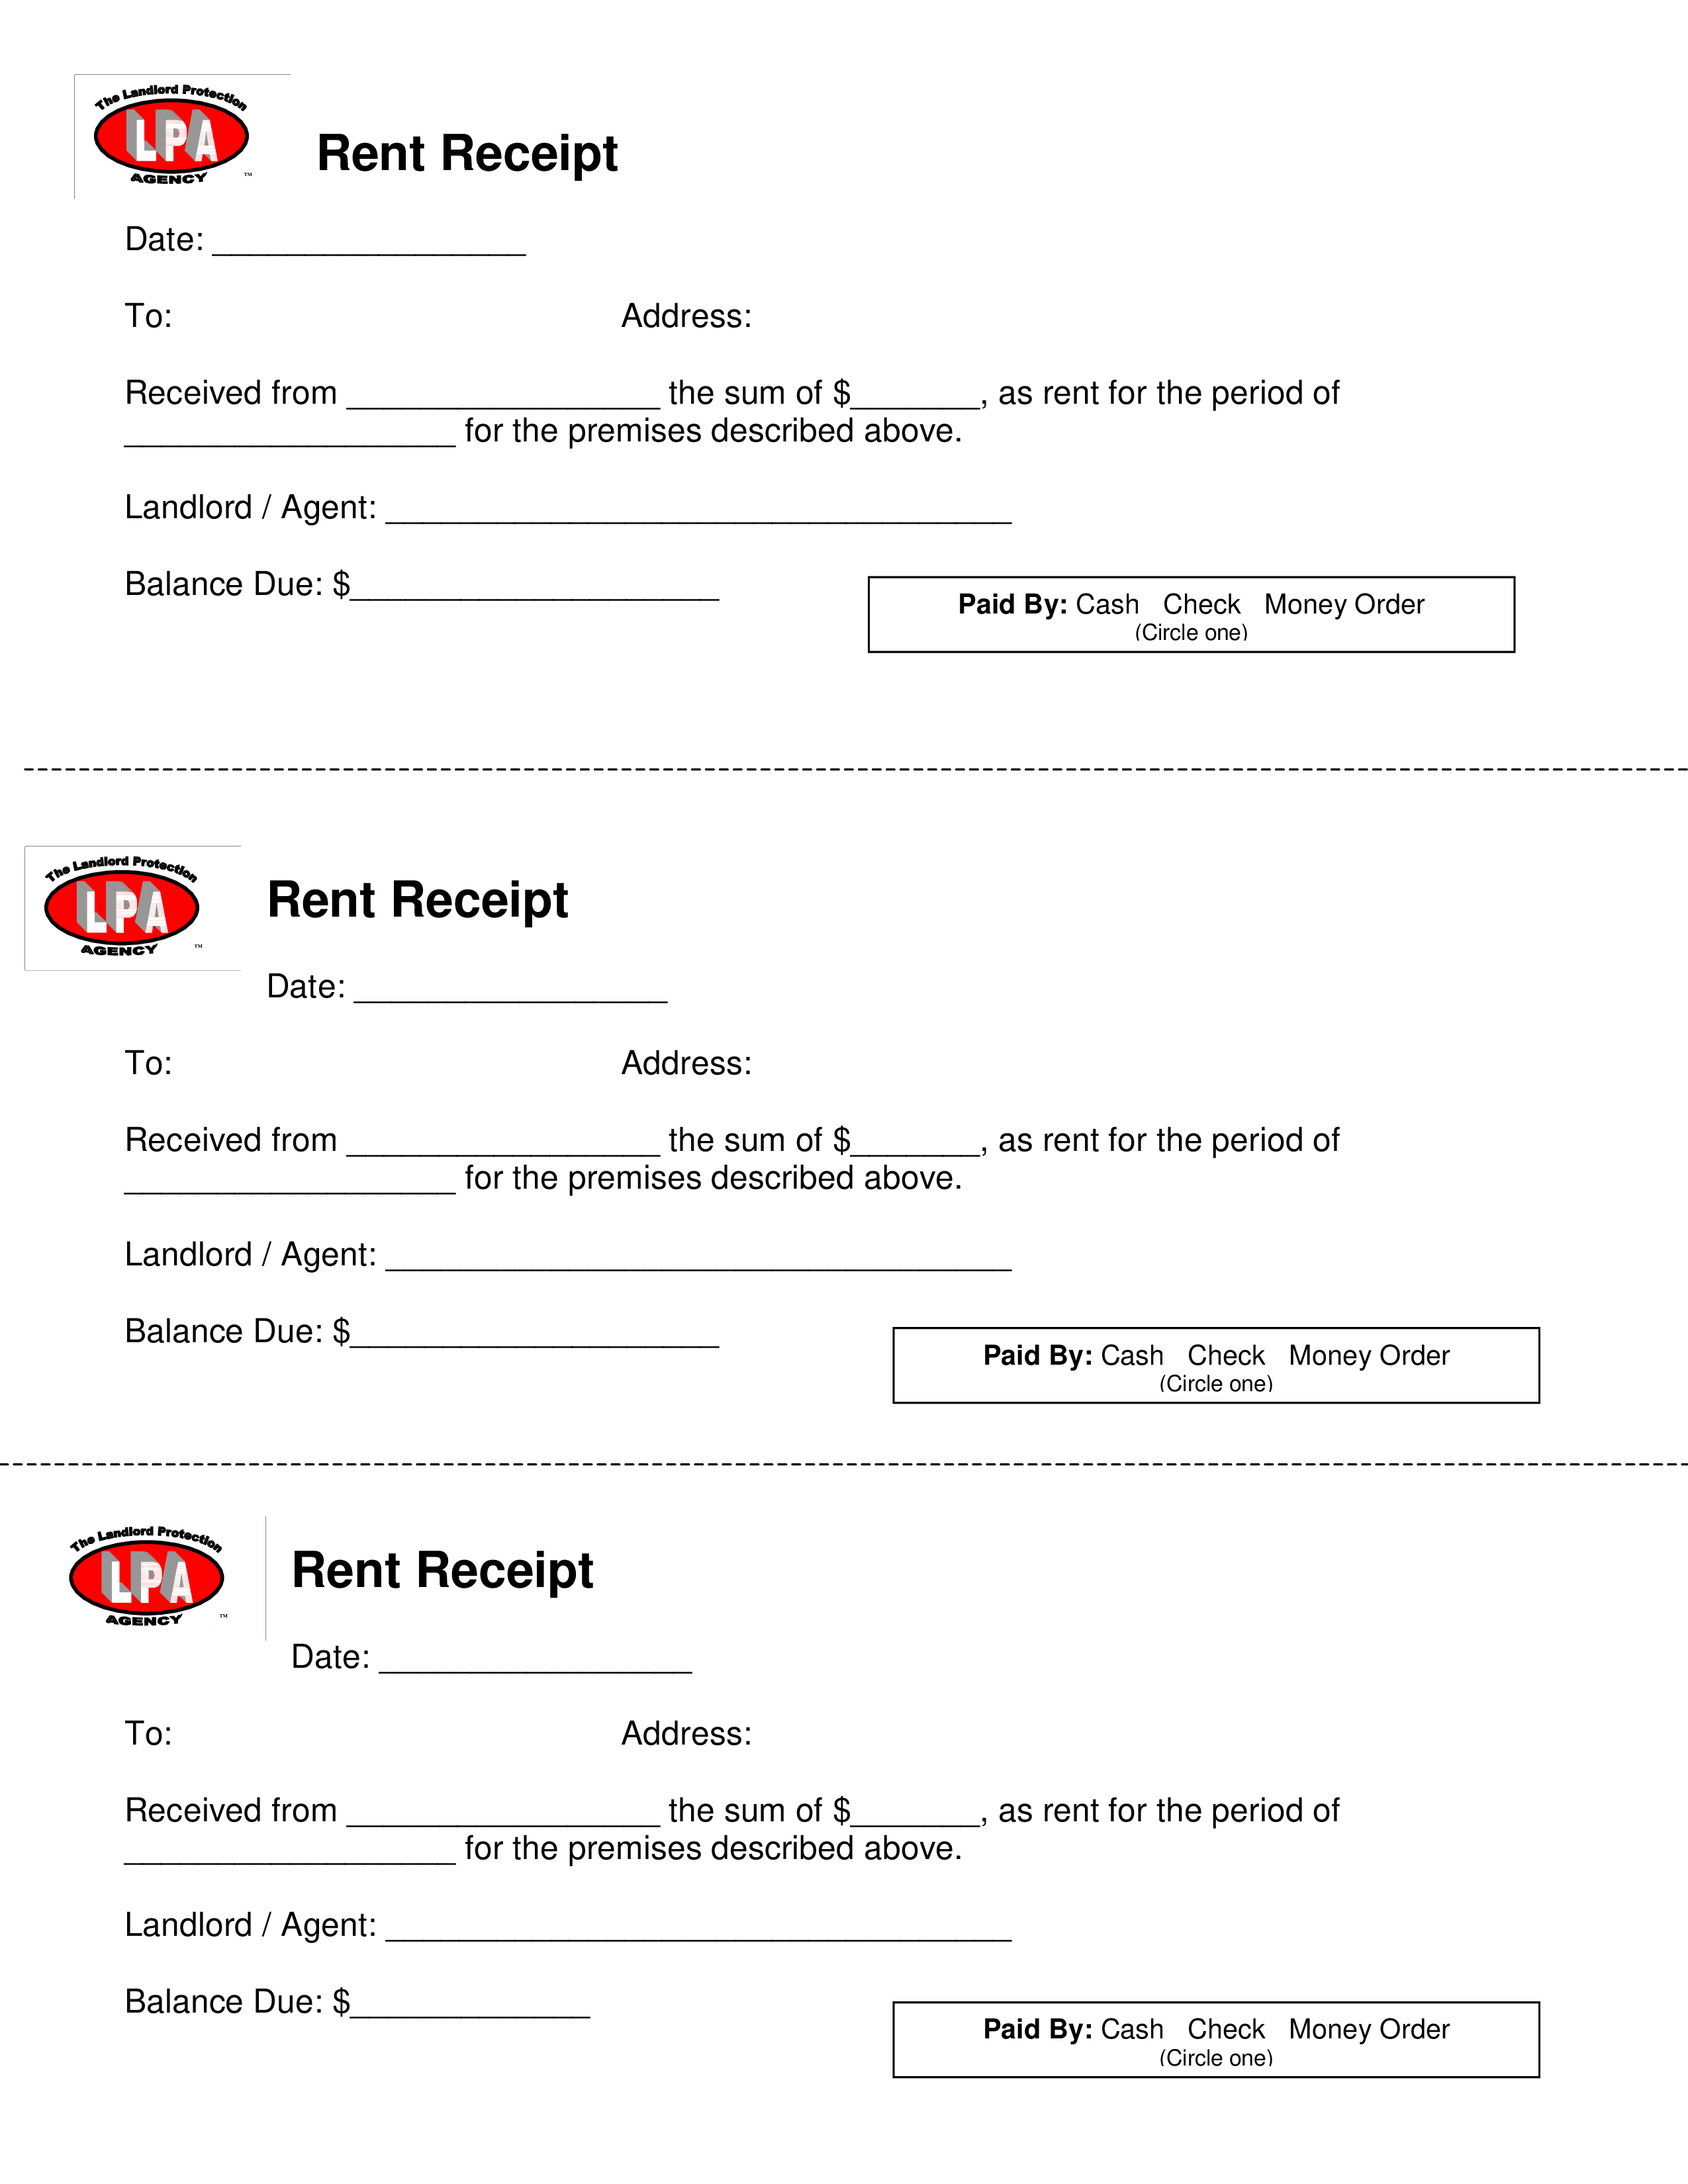 The Landlord Protection
LPA
AGENCY ™
Rent Receipt
Date: _________________
To: Address:
Received from _________________ the sum of $_______, as rent for the period of
__________________ for the premises described above.
Landlord / Agent: __________________________________
Balance Due: $____________________
Paid By: Cash Check Money Order
(Circle one)
The Landlord Protection
LPA
AGENCY ™
Rent Receipt
Date: _________________
To: Address:
Received from _________________ the sum of $_______, as rent for the period of
__________________ for the premises described above.
Landlord / Agent: __________________________________
Balance Due: $____________________
Paid By: Cash Check Money Order
(Circle one)
The Landlord Protection
LPA
AGENCY ™
Rent Receipt
Date: _________________
To: Address:
Received from _________________ the sum of $_______, as rent for the period of
__________________ for the premises described above.
Landlord / Agent: __________________________________
Balance Due: $_____________
Paid By: Cash Check Money Order
(Circle one)